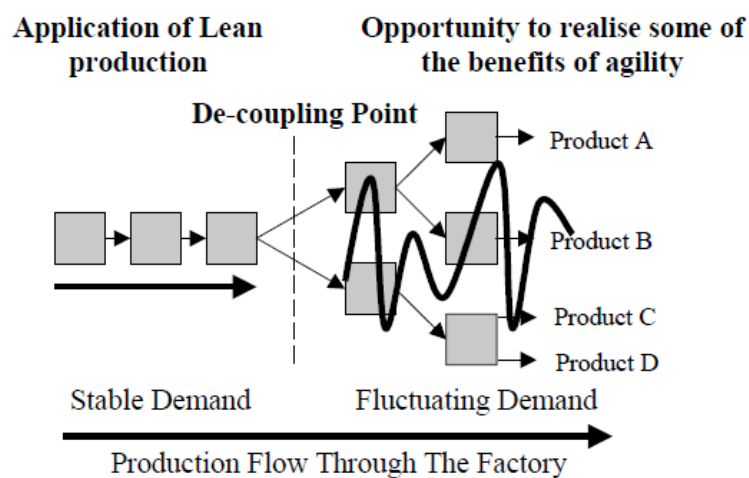 Application of Lean
production
Opportunity to realise some of
the benefits of agility
De-coupling Point
Product A
Product B
Product C
Product D
Stable Demand
Fluctuating Demand
Production Flow Through The Factory